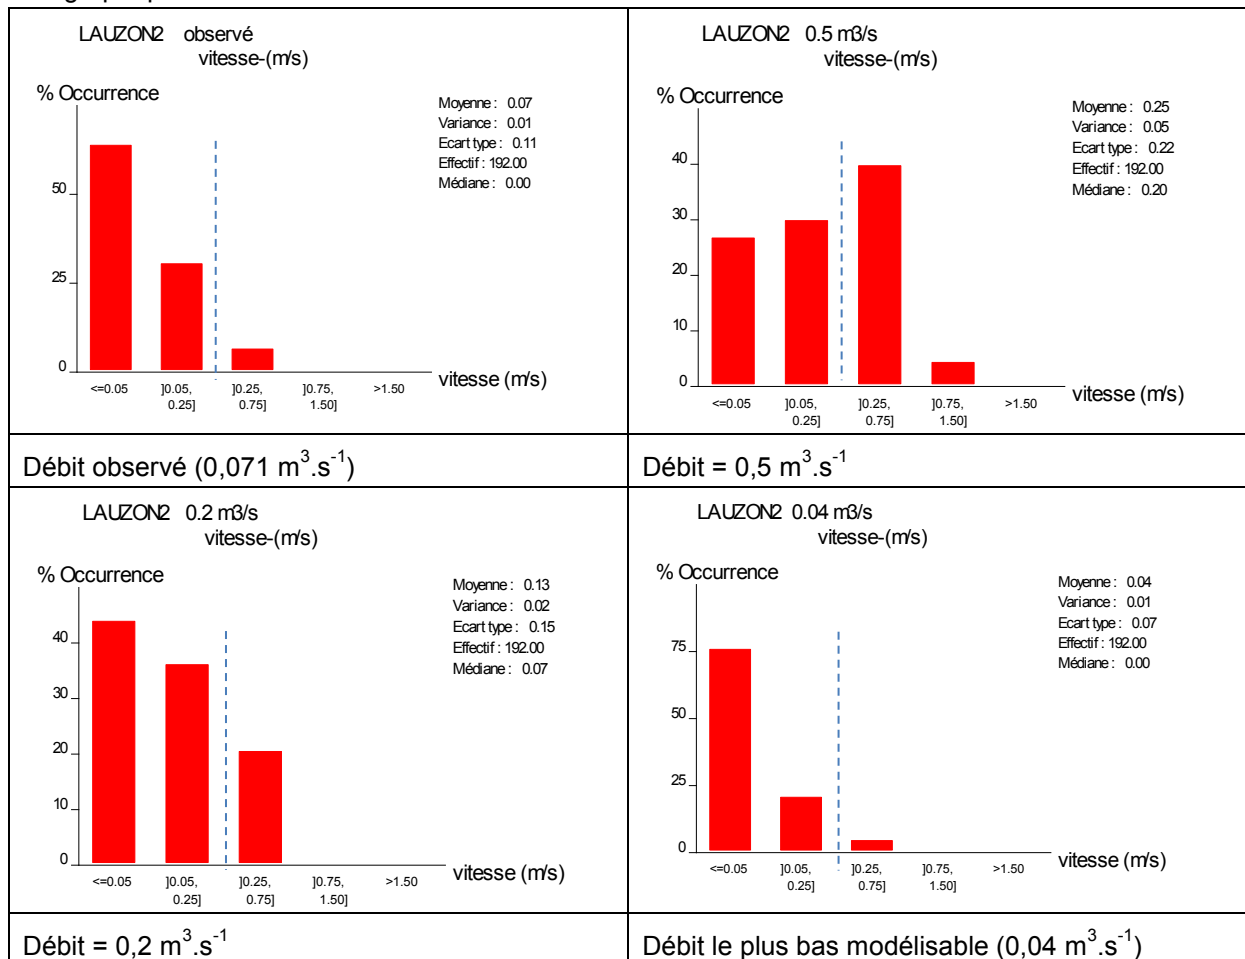 LAUZON2 observé
vitesse-(m/s)
% Occurrence
Moyenne : 0.07
Variance : 0.01
Ecart type : 0.11
Effectif : 192.00
Médiane : 0.00
50
25
0
<=0.05 ]0.05, ]0.25, ]0.75, >1.50
0.25] 0.75] 1.50]
vitesse (m/s)
Débit observé (0,071 m³.s⁻¹)
LAUZON2 0.5 m3/s
vitesse-(m/s)
% Occurrence
Moyenne : 0.25
Variance : 0.05
Ecart type : 0.22
Effectif : 192.00
Médiane : 0.20
40
30
20
10
0
<=0.05 ]0.05, ]0.25, ]0.75, >1.50
0.25] 0.75] 1.50]
vitesse (m/s)
Débit = 0,5 m³.s⁻¹
LAUZON2 0.2 m3/s
vitesse-(m/s)
% Occurrence
Moyenne : 0.13
Variance : 0.02
Ecart type : 0.15
Effectif : 192.00
Médiane : 0.07
40
30
20
10
0
<=0.05 ]0.05, ]0.25, ]0.75, >1.50
0.25] 0.75] 1.50]
vitesse (m/s)
Débit = 0,2 m³.s⁻¹
LAUZON2 0.04 m3/s
vitesse-(m/s)
% Occurrence
Moyenne : 0.04
Variance : 0.01
Ecart type : 0.07
Effectif : 192.00
Médiane : 0.00
75
50
25
0
<=0.05 ]0.05, ]0.25, ]0.75, >1.50
0.25] 0.75] 1.50]
vitesse (m/s)
Débit le plus bas modélisable (0,04 m³.s⁻¹)